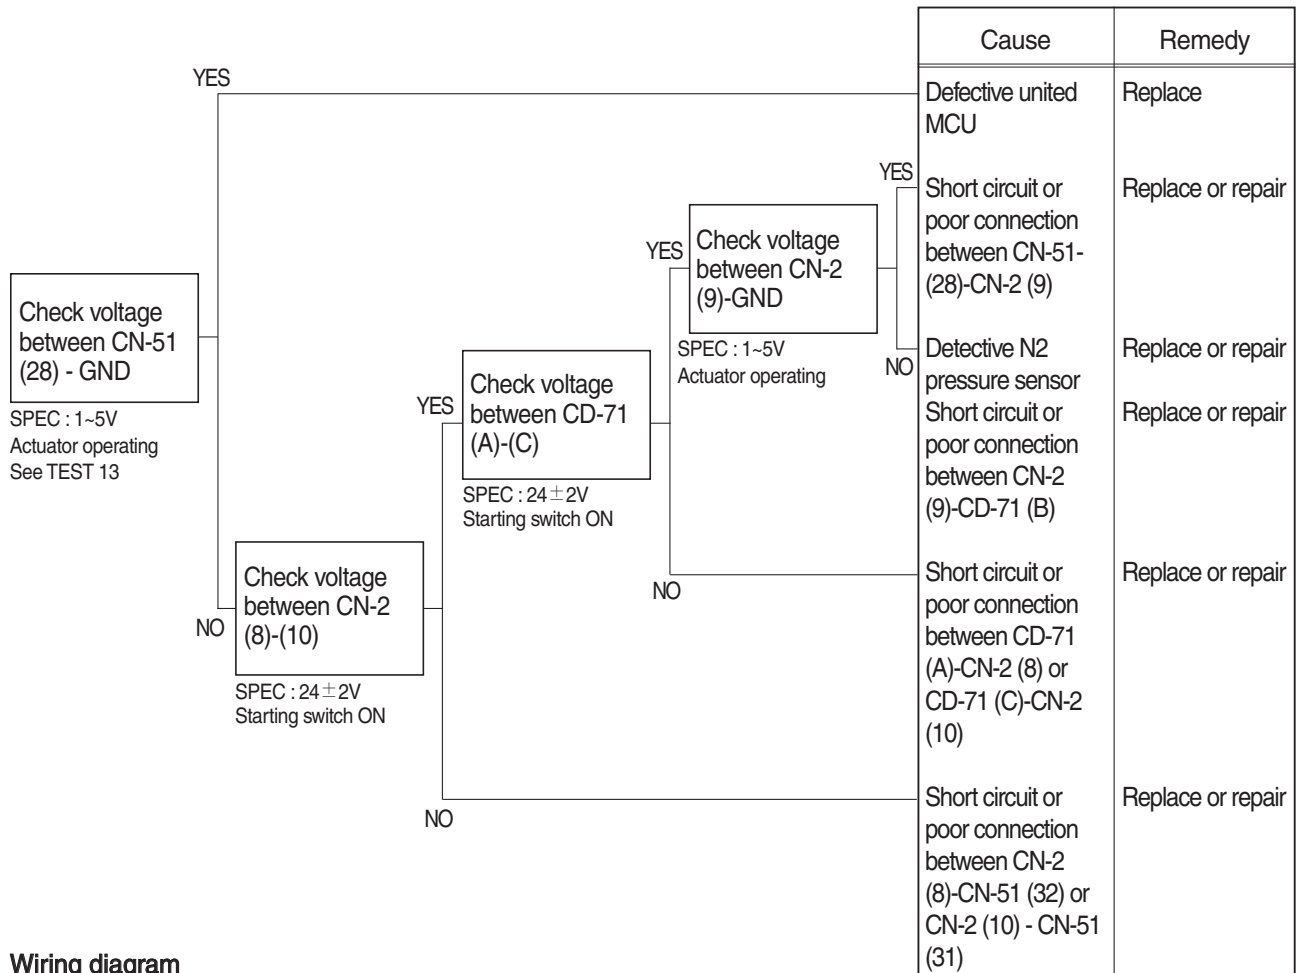 Cause
Remedy
YES
Defective united
MCU
Replace
YES
Short circuit or
poor connection
between CN-51-
(28)-CN-2 (9)
Replace or repair
YES
Check voltage
between CN-2
(9)-GND
SPEC : 1~5V
Actuator operating
NO
Detective N2
pressure sensor
Replace or repair
Short circuit or
poor connection
between CN-2
(9)-CD-71 (B)
Replace or repair
Check voltage
between CN-51
(28) - GND
SPEC : 1~5V
Actuator operating
See TEST 13
YES
Check voltage
between CD-71
(A)-(C)
SPEC : 24±2V
Starting switch ON
NO
Short circuit or
poor connection
between CD-71
(A)-CN-2 (8) or
CD-71 (C)-CN-2
(10)
Replace or repair
NO
Check voltage
between CN-2
(8)-(10)
SPEC : 24±2V
Starting switch ON
NO
Short circuit or
poor connection
between CN-2
(8)-CN-51 (32) or
CN-2 (10) - CN-51
(31)
Replace or repair
Wiring diagram